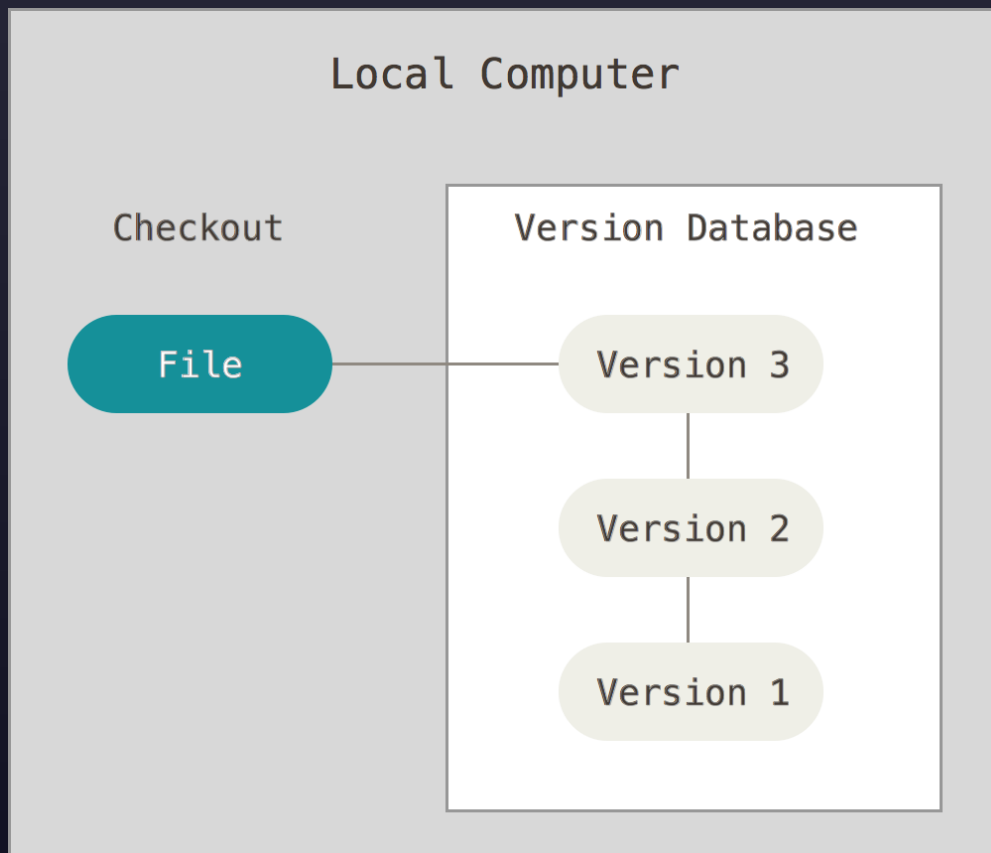 Local Computer
Checkout
Version Database
File
Version 3
Version 2
Version 1